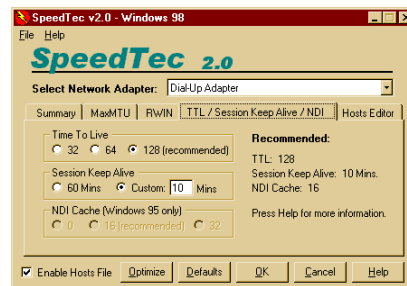 SpeedTec v2.0 - Windows 98
File Help
SpeedTec 2.0
Select Network Adapter: Dial-Up Adapter
Summary MaxMTU RWIN TTL / Session Keep Alive / NDI Hosts Editor
Time To Live
32 64 128 (recommended)
Session Keep Alive
60 Mins Custom: 10 Mins
NDI Cache (Windows 95 only)
0 16 (recommended) 32
Recommended:
TTL: 128
Session Keep Alive: 10 Mins.
NDI Cache: 16
Press Help for more information.
Enable Hosts File Optimize Defaults OK Cancel Help